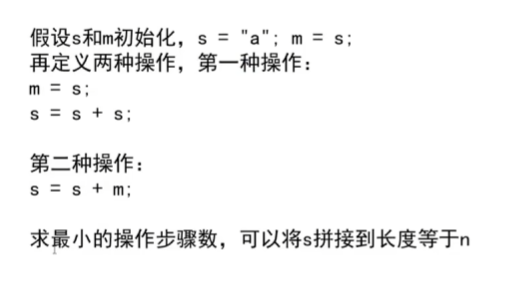 假设s和m初始化，s = "a"; m = s;
再定义两种操作，第一种操作：
m = s;
s = s + s;
第二种操作：
s = s + m;
求最小的操作步骤数，可以将s拼接到长度等于n